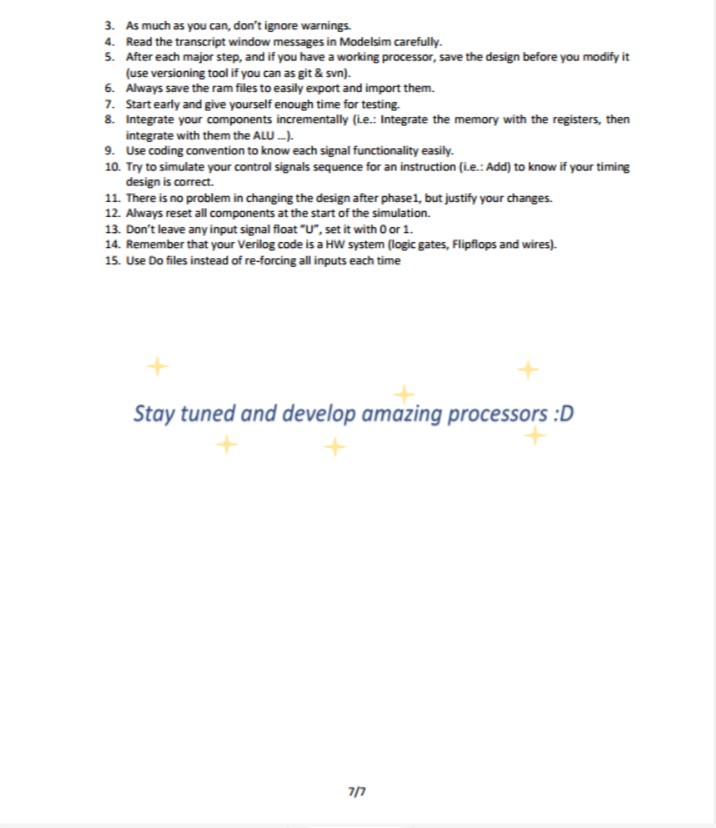 3. As much as you can, don't ignore warnings.
4. Read the transcript window messages in Modelsim carefully.
5. After each major step, and if you have a working processor, save the design before you modify it
(use versioning tool if you can as git & svn).
6. Always save the ram files to easily export and import them.
7. Start early and give yourself enough time for testing.
8. Integrate your components incrementally (i.e.: Integrate the memory with the registers, then
integrate with them the ALU ...).
9. Use coding convention to know each signal functionality easily.
10. Try to simulate your control signals sequence for an instruction (i.e.: Add) to know if your timing
design is correct.
11. There is no problem in changing the design after phase1, but justify your changes.
12. Always reset all components at the start of the simulation.
13. Don't leave any input signal float "U", set it with 0 or 1.
14. Remember that your Verilog code is a HW system (logic gates, Flipflops and wires).
15. Use Do files instead of re-forcing all inputs each time
Stay tuned and develop amazing processors :D
7/7